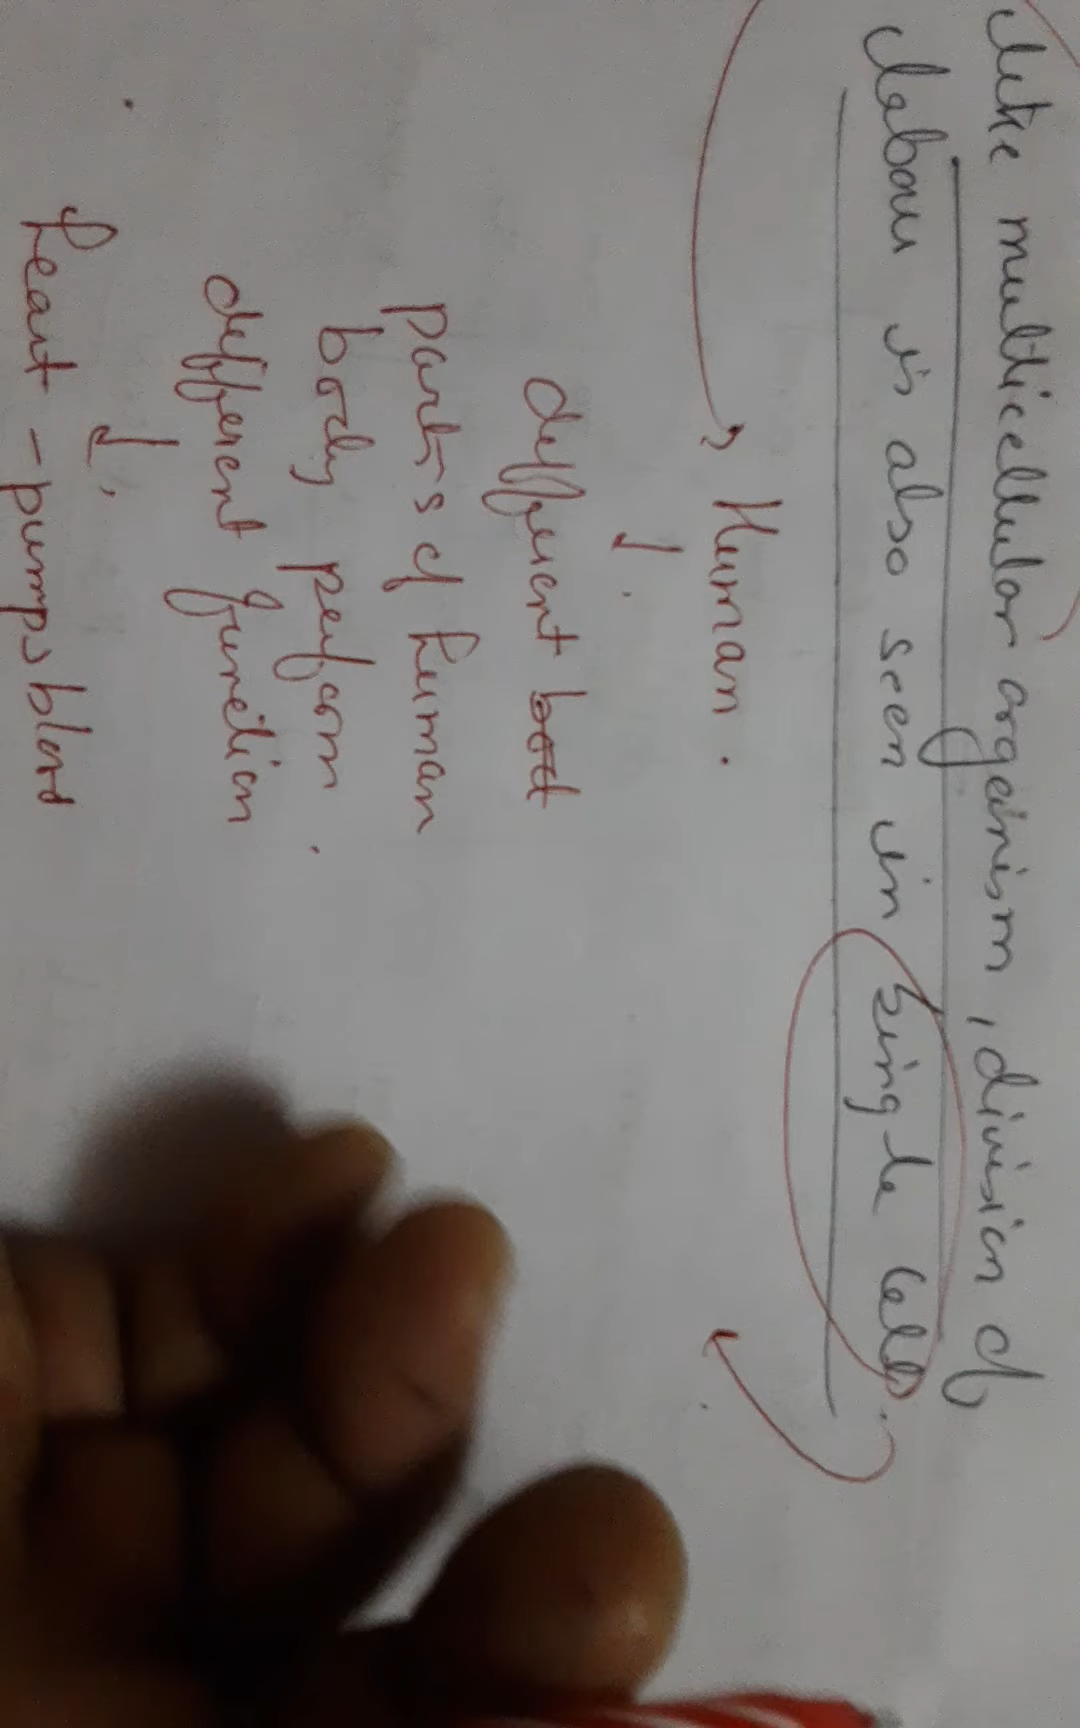 Like multicellular organism, division of
labour is also seen in single cell.
Human.
↓
different bod
parts of human
body perform
different function
↓
heart - pumps blood